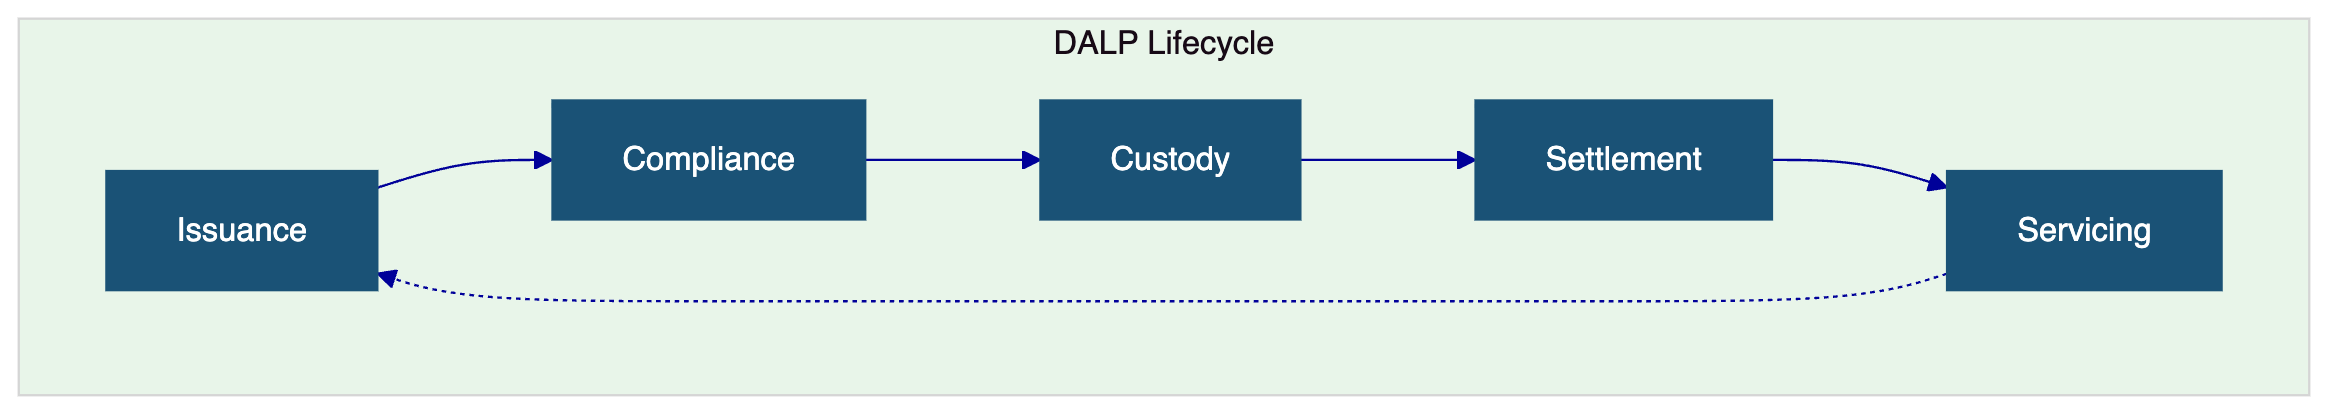 DALP Lifecycle
Issuance
Compliance
Custody
Settlement
Servicing